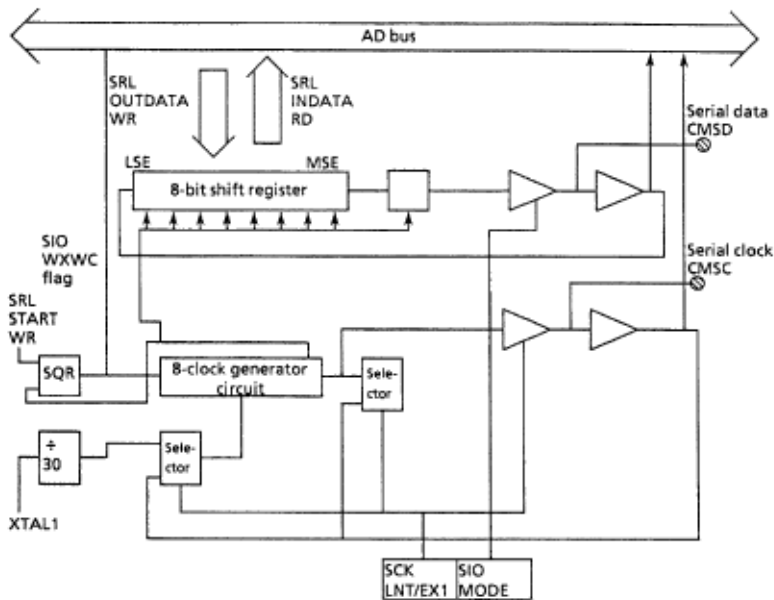 AD bus
SRL
OUTDATA
WR
SRL
INDATA
RD
Serial data
CMSD
LSE
MSE
8-bit shift register
SIO
WXWC
flag
Serial clock
CMSC
SRL
START
WR
SQR
8-clock generator
circuit
Sele-
ctor
÷
30
Sele-
ctor
XTAL1
SCK
LNT/EX1
SIO
MODE